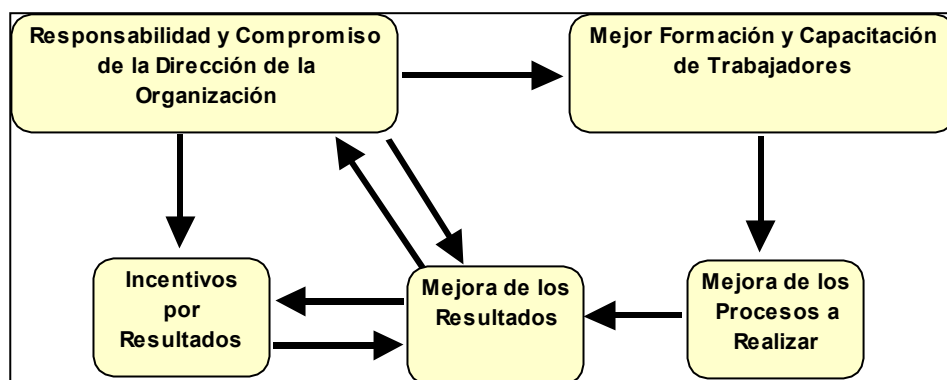 Responsabilidad y Compromiso
de la Dirección de la
Organización
Mejor Formación y Capacitación
de Trabajadores
Incentivos
por
Resultados
Mejora de los
Resultados
Mejora de los
Procesos a
Realizar